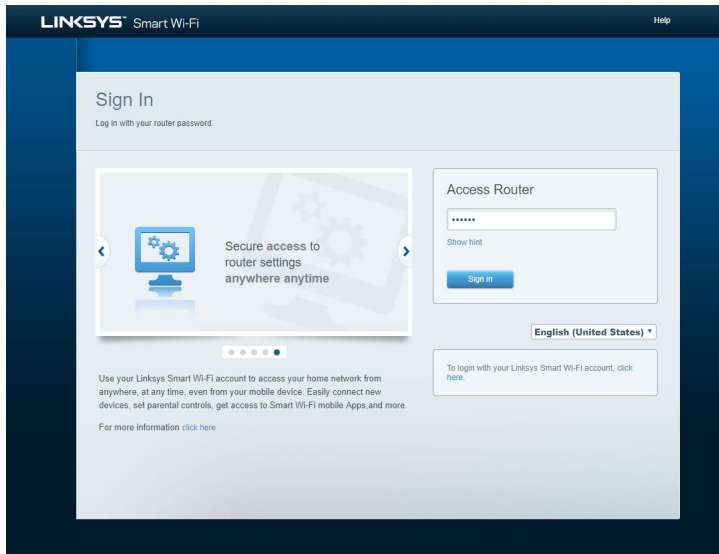 LINKSYS™ Smart Wi-Fi
Help
Sign In
Log in with your router password.
Secure access to
router settings
anywhere anytime
Use your Linksys Smart Wi-Fi account to access your home network from
anywhere, at any time, even from your mobile device. Easily connect new
devices, set parental controls, get access to Smart Wi-Fi mobile Apps,and more.
For more information click here
Access Router
••••••
Show hint
Sign in
English (United States)
To login with your Linksys Smart Wi-Fi account, click
here.